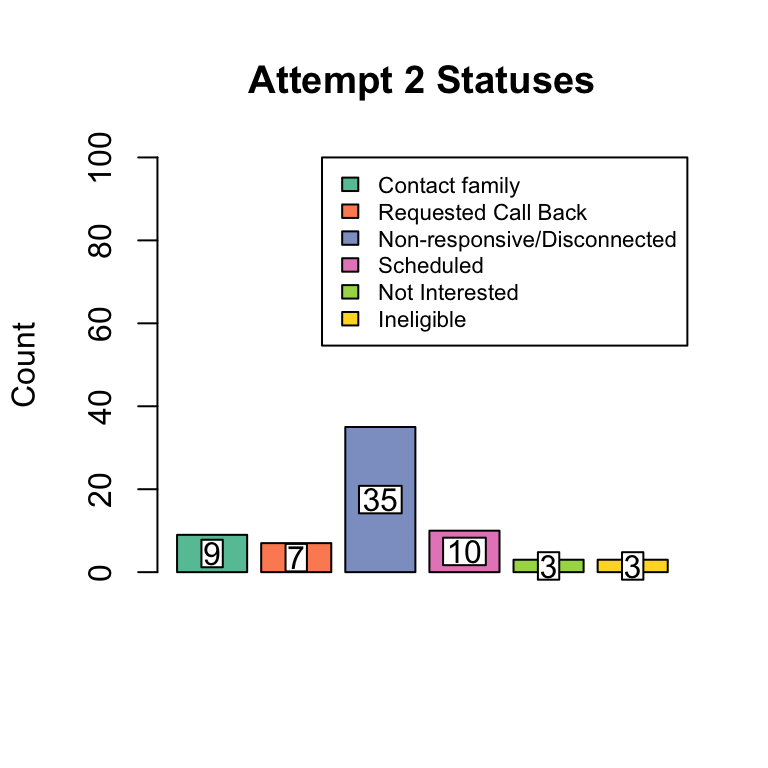 Attempt 2 Statuses
Count
100
80
60
40
20
0
Contact family
Requested Call Back
Non-responsive/Disconnected
Scheduled
Not Interested
Ineligible
9
7
35
10
3
3